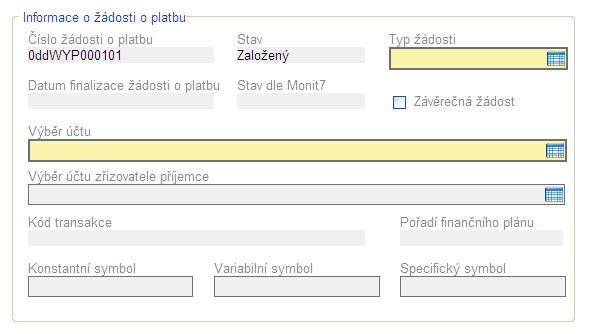 Informace o žádosti o platbu
Číslo žádosti o platbu Stav Typ žádosti
0ddWYP000101 Založený
Datum finalizace žádosti o platbu Stav dle Monit7
Závěrečná žádost
Výběr účtu
Výběr účtu zřizovatele příjemce
Kód transakce Pořadí finančního plánu
Konstantní symbol Variabilní symbol Specifický symbol